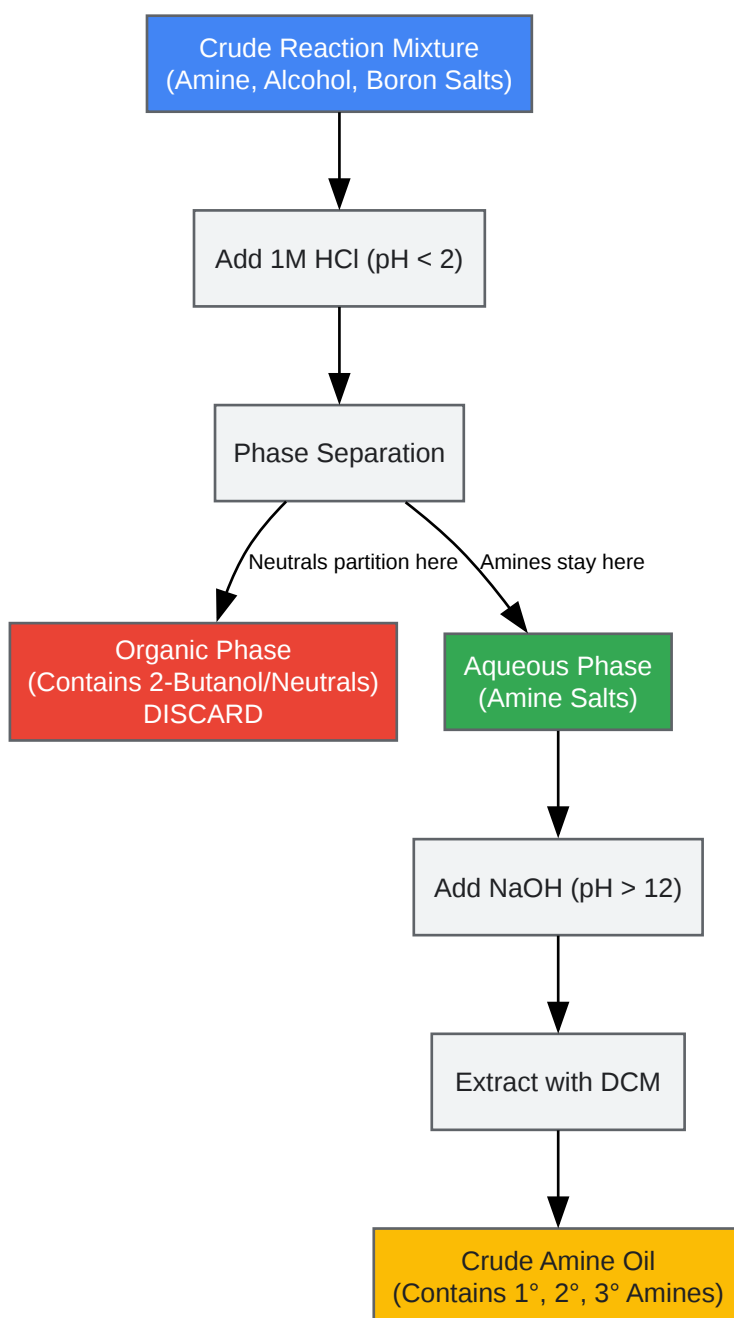 Crude Reaction Mixture
(Amine, Alcohol, Boron Salts)
Add 1M HCl (pH < 2)
Phase Separation
Neutrals partition here
Amines stay here
Organic Phase
(Contains 2-Butanol/Neutrals)
DISCARD
Aqueous Phase
(Amine Salts)
Add NaOH (pH > 12)
Extract with DCM
Crude Amine Oil
(Contains 1°, 2°, 3° Amines)